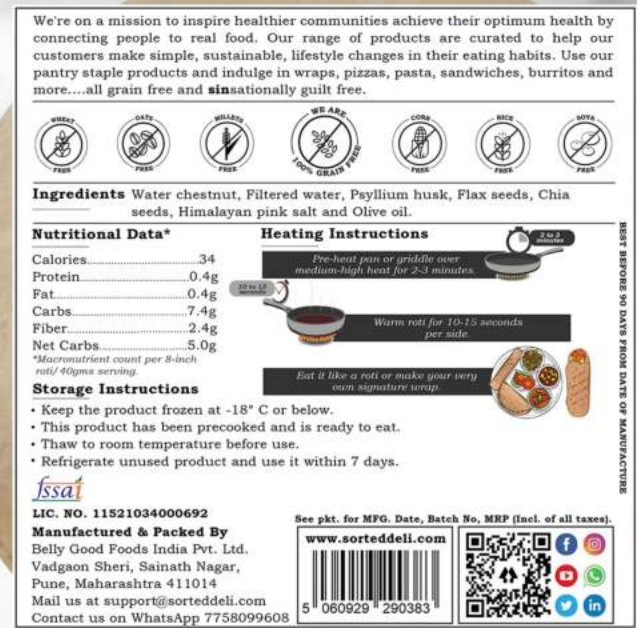 We're on a mission to inspire healthier communities achieve their optimum health by
connecting people to real food. Our range of products are curated to help our
customers make simple, sustainable, lifestyle changes in their eating habits. Use our
pantry staple products and indulge in wraps, pizzas, pasta, sandwiches, burritos and
more....all grain free and sinsationally guilt free.
WHEAT FREE
OATS FREE
MILLETS FREE
WE ARE 100% GRAIN FREE
CORN FREE
RICE FREE
SOYA FREE
Ingredients Water chestnut, Filtered water, Psyllium husk, Flax seeds, Chia
seeds, Himalayan pink salt and Olive oil.
Nutritional Data*
Calories..........................34
Protein...........................0.4g
Fat..................................0.4g
Carbs..............................7.4g
Fiber...............................2.4g
Net Carbs.......................5.0g
*Macronutrient count per 8-inch
roti/40gms serving.
Heating Instructions
Pre-heat pan or griddle over
medium-high heat for 2-3 minutes.
2 to 3
minutes
10 to 15
seconds
Warm roti for 10-15 seconds
per side.
Eat it like a roti or make your very
own signature wrap.
BEST BEFORE 90 DAYS FROM DATE OF MANUFACTURE
Storage Instructions
• Keep the product frozen at -18° C or below.
• This product has been precooked and is ready to eat.
• Thaw to room temperature before use.
• Refrigerate unused product and use it within 7 days.
fssai
LIC. NO. 11521034000692
Manufactured & Packed By
Belly Good Foods India Pvt. Ltd.
Vadgaon Sheri, Sainath Nagar,
Pune, Maharashtra 411014
Mail us at support@sorteddeli.com
Contact us on WhatsApp 7758099608
See pkt. for MFG. Date, Batch No, MRP (Incl. of all taxes).
www.sorteddeli.com
5 060929 290383